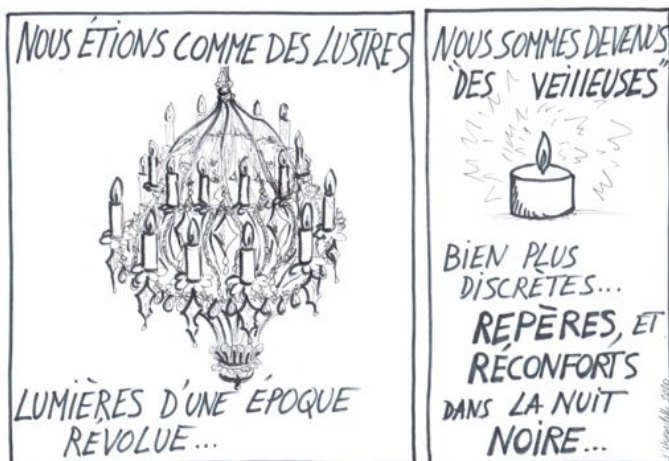 NOUS ÉTIONS COMME DES LUSTRES
LUMIÈRES D'UNE ÉPOQUE
RÉVOLUE...
NOUS SOMMES DEVENUS
"DES VEILLEUSES"
BIEN PLUS
DISCRÈTES...
REPÈRES, ET
RÉCONFORTS
DANS LA NUIT
NOIRE...